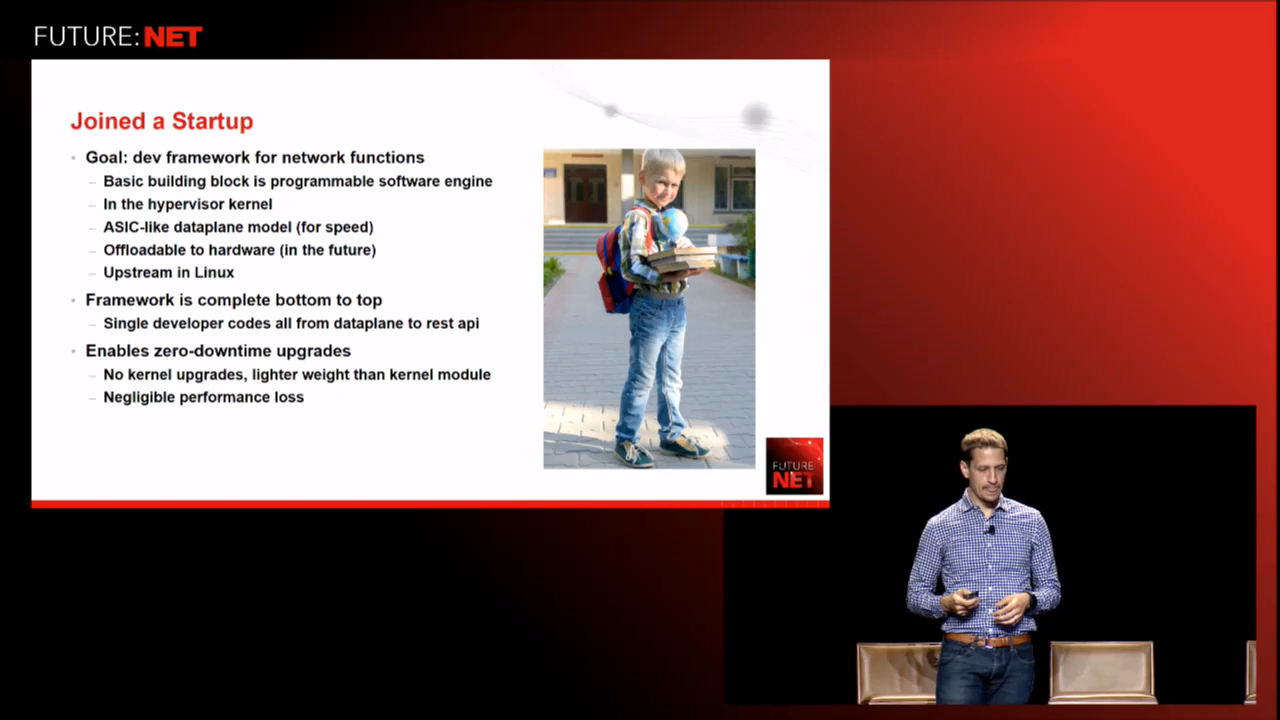 FUTURE:NET
Joined a Startup
• Goal: dev framework for network functions
– Basic building block is programmable software engine
– In the hypervisor kernel
– ASIC-like dataplane model (for speed)
– Offloadable to hardware (in the future)
– Upstream in Linux
• Framework is complete bottom to top
– Single developer codes all from dataplane to rest api
• Enables zero-downtime upgrades
– No kernel upgrades, lighter weight than kernel module
– Negligible performance loss
FUTURE:
NET